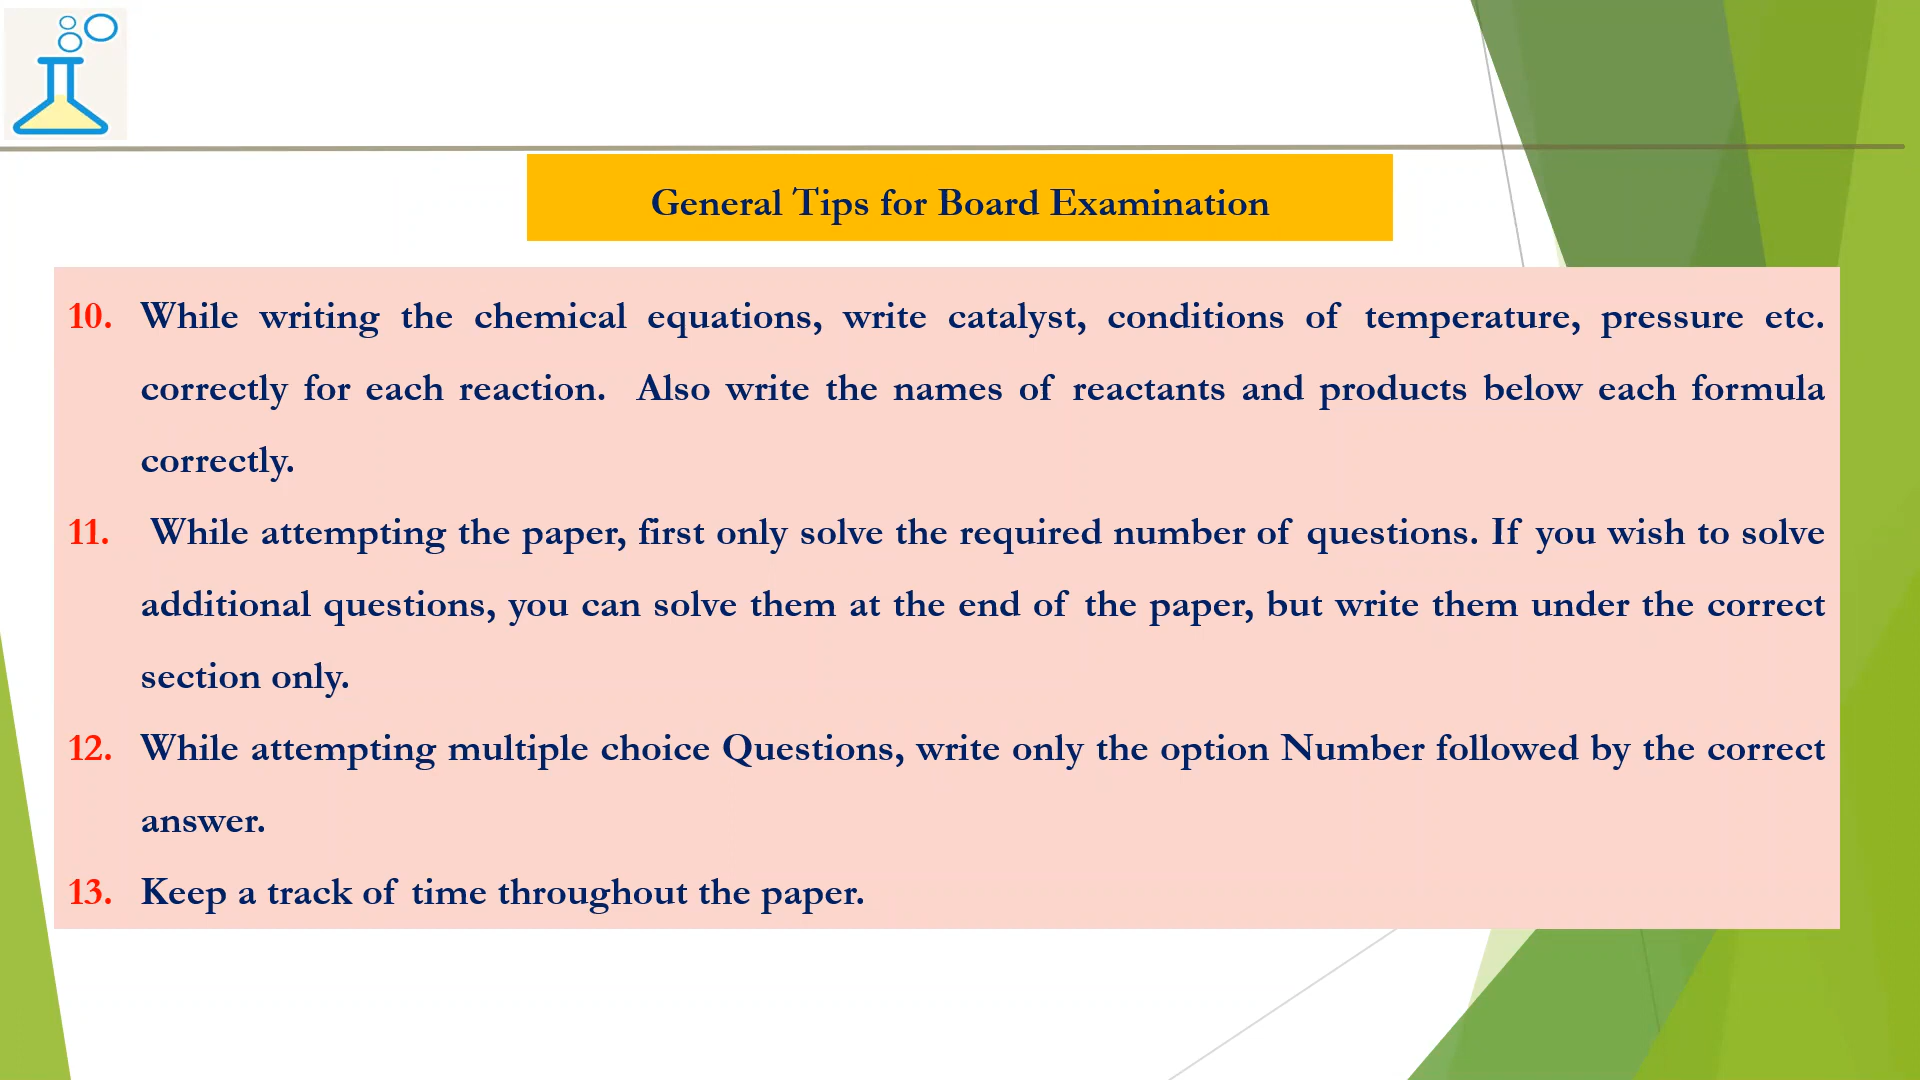 General Tips for Board Examination
10. While writing the chemical equations, write catalyst, conditions of temperature, pressure etc.
correctly for each reaction. Also write the names of reactants and products below each formula
correctly.
11. While attempting the paper, first only solve the required number of questions. If you wish to solve
additional questions, you can solve them at the end of the paper, but write them under the correct
section only.
12. While attempting multiple choice Questions, write only the option Number followed by the correct
answer.
13. Keep a track of time throughout the paper.